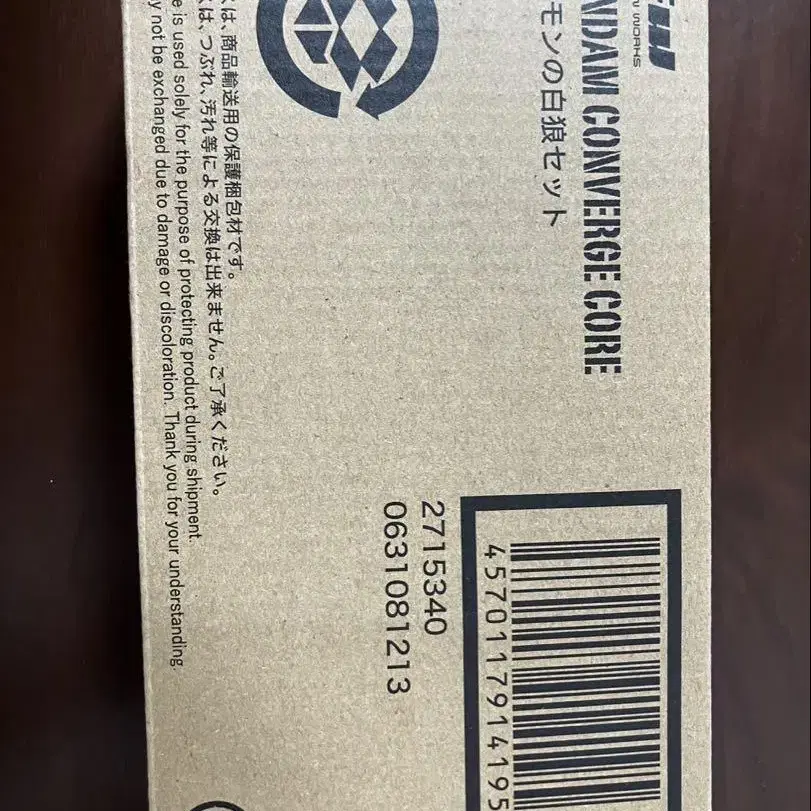 N WORKS
NDAM CONVERGE CORE
モンの白狼セット
4570117914195
2715340
0631081213
は、商品輸送用の保護梱包材です。
は、つぶれ、汚れ等による交換は出来ません。ご了承ください。
e is used solely for the purpose of protecting product during shipment.
y not be exchanged due to damage or discoloration. Thank you for your understanding.